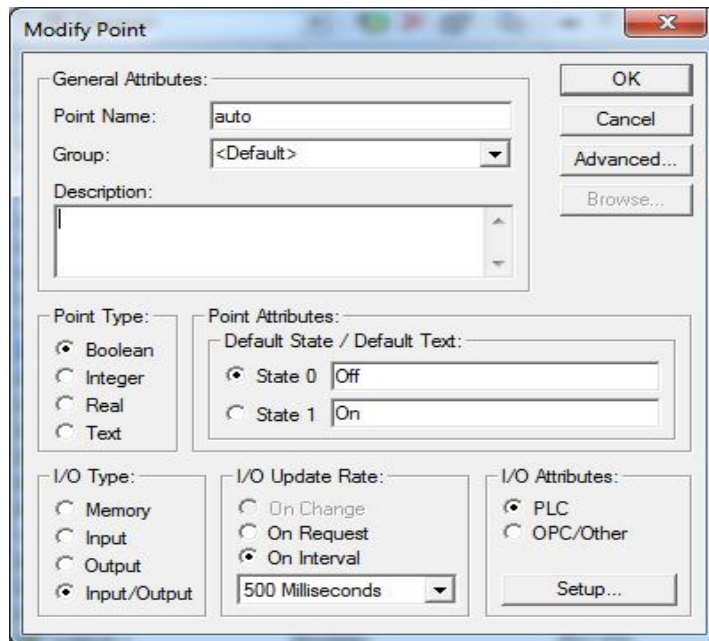 Modify Point
General Attributes:
Point Name: auto
Group: <Default>
Description:
OK
Cancel
Advanced...
Browse...
Point Type:
Boolean
Integer
Real
Text
Point Attributes:
Default State / Default Text:
State 0 Off
State 1 On
I/O Type:
Memory
Input
Output
Input/Output
I/O Update Rate:
On Change
On Request
On Interval
500 Milliseconds
I/O Attributes:
PLC
OPC/Other
Setup...